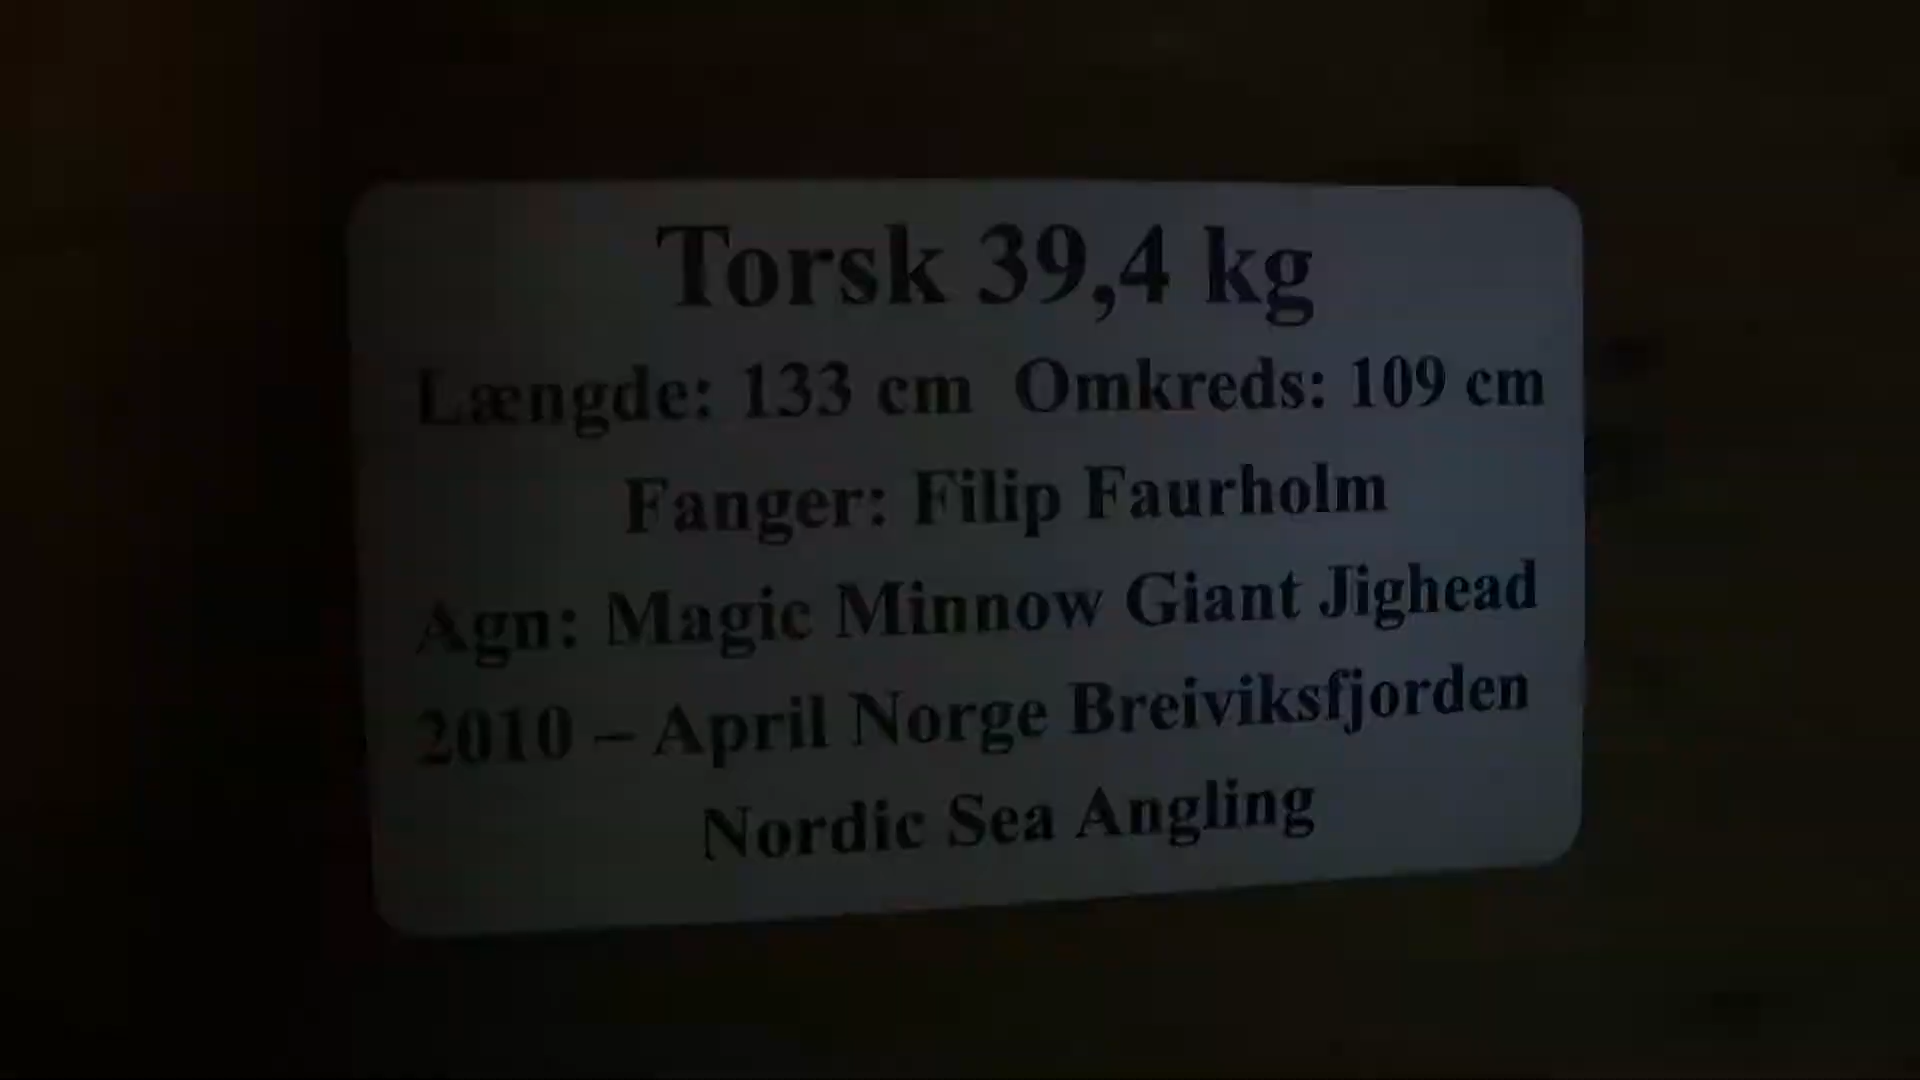 Torsk 39,4 kg
Længde: 133 cm Omkreds: 109 cm
Fanger: Filip Faurholm
Agn: Magic Minnow Giant Jighead
2010 – April Norge Breiviksfjorden
Nordic Sea Angling